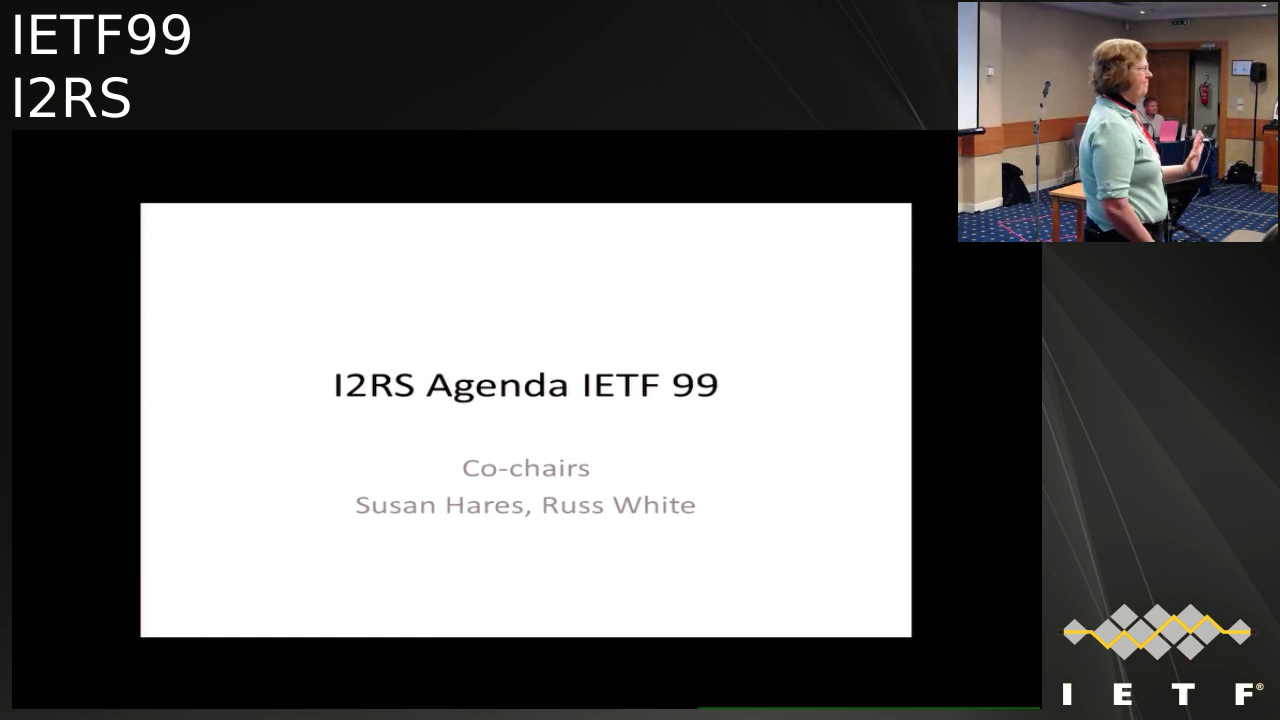 IETF99
I2RS
I2RS Agenda IETF 99
Co-chairs
Susan Hares, Russ White
I E T F®